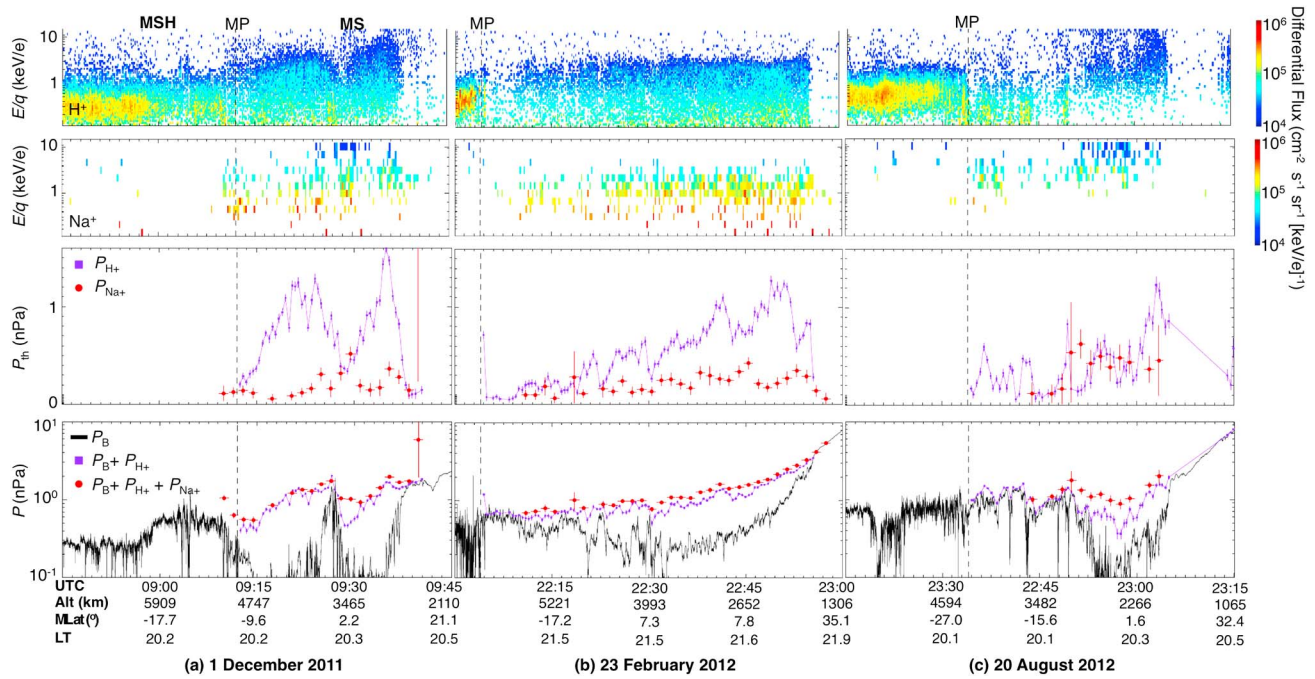 MSH MP MS MP MP
E/q (keV/e) 10 1 H⁺
10⁶ 10⁵ 10⁴
Differential Flux (cm⁻² s⁻¹ sr⁻¹ [keV/e]⁻¹)
E/q (keV/e) 10 1 Na⁺
10⁶ 10⁵ 10⁴
P_th (nPa) 1 0
P_H+
P_Na+
P (nPa) 10¹ 10⁰ 10⁻¹
P_B
P_B + P_H+
P_B + P_H+ + P_Na+
UTC 09:00 09:15 09:30 09:45 22:15 22:30 22:45 23:00 23:30 22:45 23:00 23:15
Alt (km) 5909 4747 3465 2110 5221 3993 2652 1306 4594 3482 2266 1065
MLat(º) -17.7 -9.6 2.2 21.1 -17.2 7.3 7.8 35.1 -27.0 -15.6 1.6 32.4
LT 20.2 20.2 20.3 20.5 21.5 21.5 21.6 21.9 20.1 20.1 20.3 20.5
(a) 1 December 2011 (b) 23 February 2012 (c) 20 August 2012